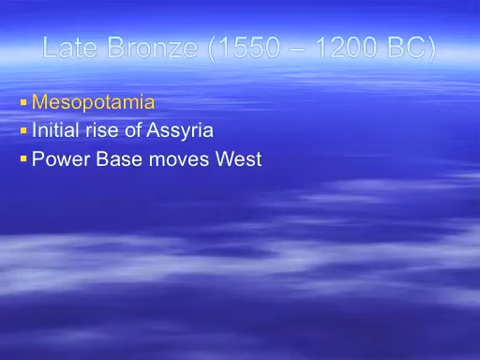 Late Bronze (1550 – 1200 BC)
Mesopotamia
Initial rise of Assyria
Power Base moves West